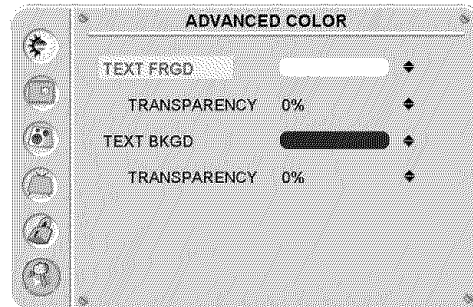 ADVANCED COLOR
TEXT FRGD
TRANSPARENCY 0%
TEXT BKGD
TRANSPARENCY 0%